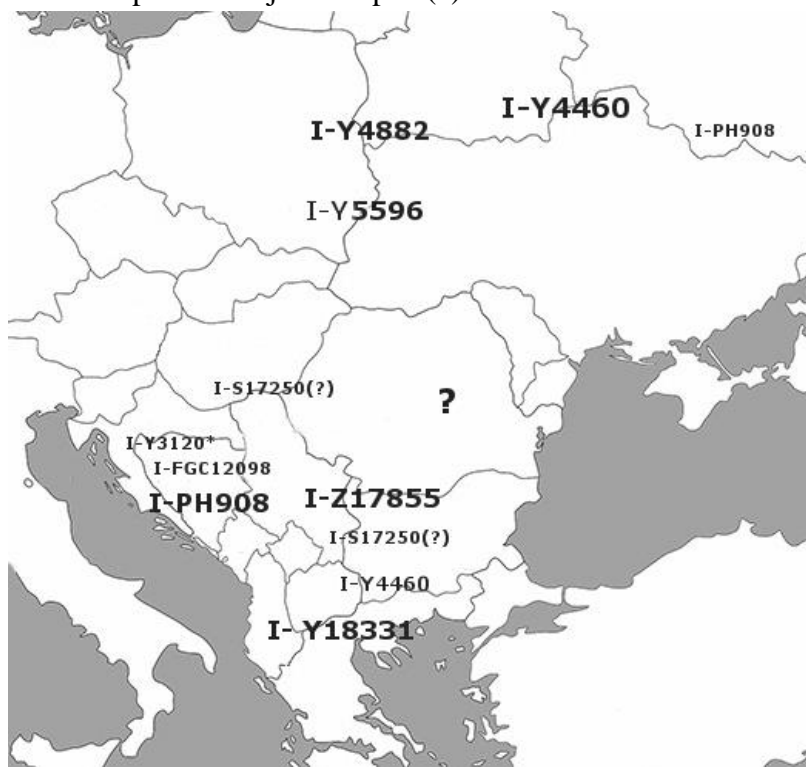 I-Y4460
I-PH908
I-Y4882
I-Y5596
I-S17250(?)
?
I-Y3120*
I-FGC12098
I-PH908
I-Z17855
I-S17250(?)
I-Y4460
I- Y18331